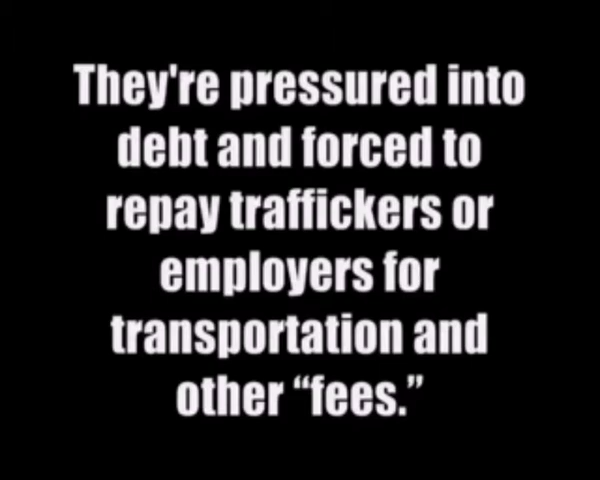 They're pressured into
debt and forced to
repay traffickers or
employers for
transportation and
other “fees.”